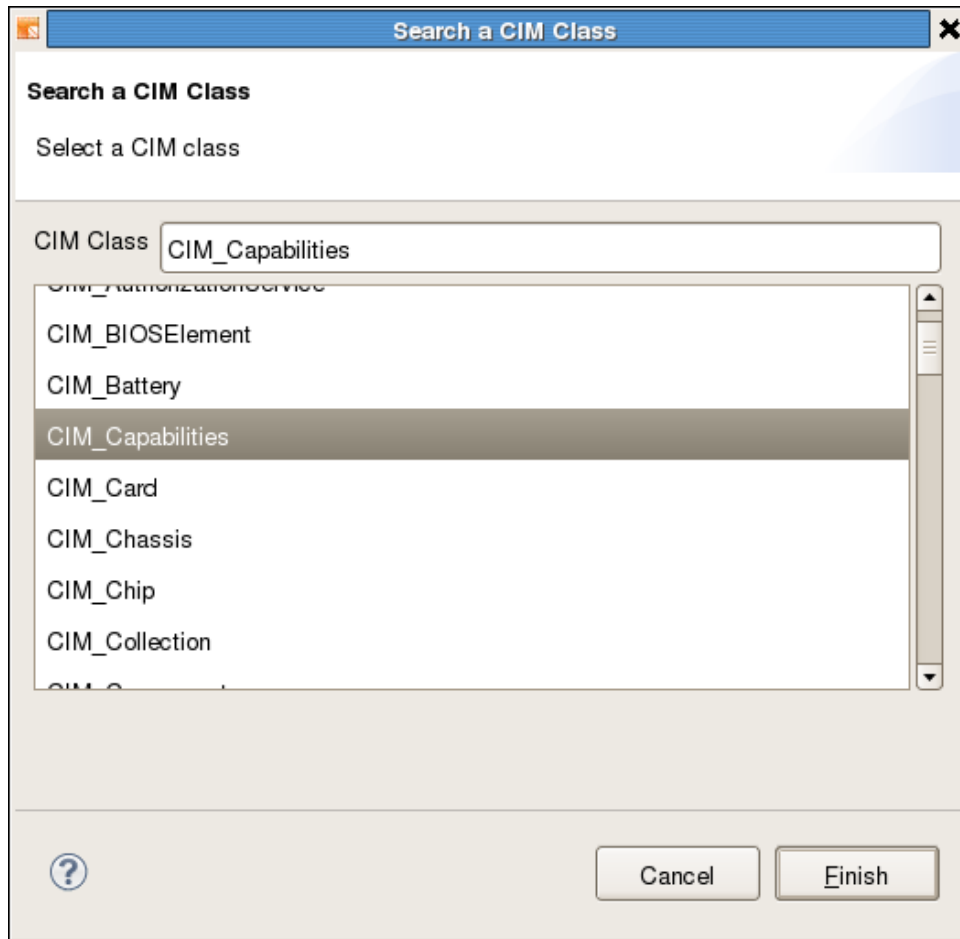 Search a CIM Class
Search a CIM Class
Select a CIM class
CIM Class CIM_Capabilities
CIM_AuthorizationService
CIM_BIOSElement
CIM_Battery
CIM_Capabilities
CIM_Card
CIM_Chassis
CIM_Chip
CIM_Collection
Cancel Finish